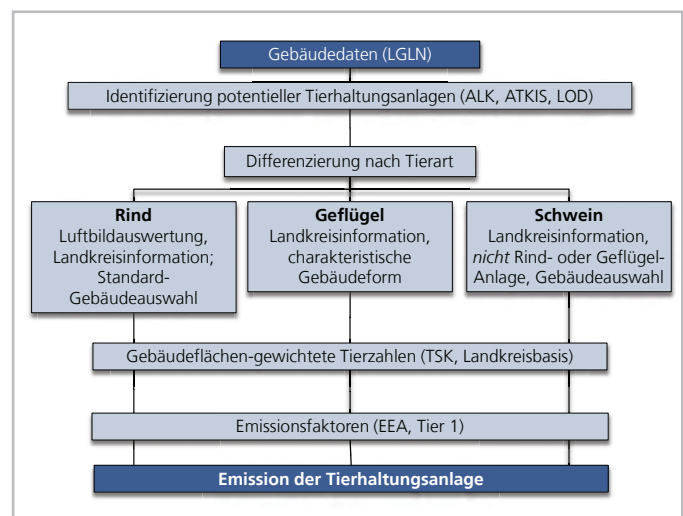 Gebäudedaten (LGLN)
Identifizierung potentieller Tierhaltungsanlagen (ALK, ATKIS, LOD)
Differenzierung nach Tierart
Rind
Luftbildauswertung,
Landkreisinformation;
Standard-
Gebäudeauswahl
Geflügel
Landkreisinformation,
charakteristische
Gebäudeform
Schwein
Landkreisinformation,
nicht Rind- oder Geflügel-
Anlage, Gebäudeauswahl
Gebäudeflächen-gewichtete Tierzahlen (TSK, Landkreisbasis)
Emissionsfaktoren (EEA, Tier 1)
Emission der Tierhaltungsanlage